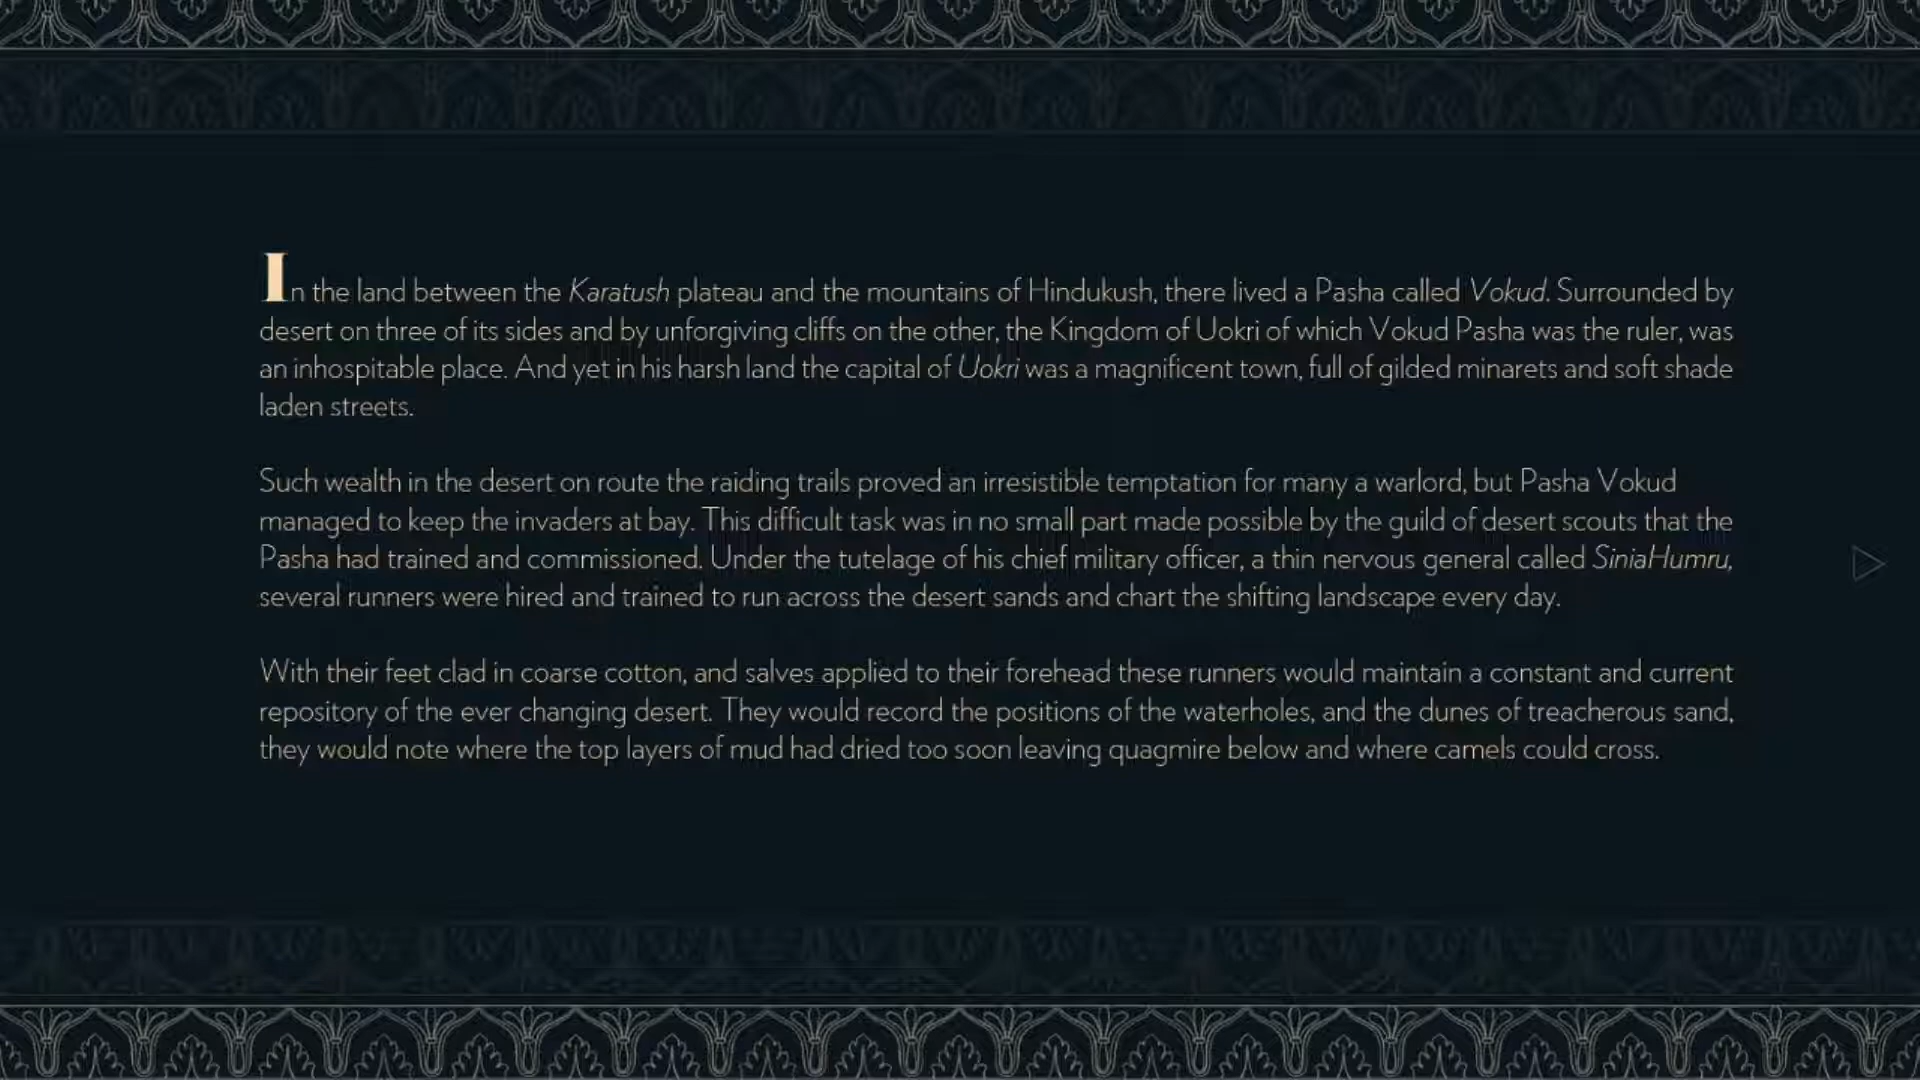 In the land between the Karatush plateau and the mountains of Hindukush, there lived a Pasha called Vokud. Surrounded by
desert on three of its sides and by unforgiving cliffs on the other, the Kingdom of Uokri of which Vokud Pasha was the ruler, was
an inhospitable place. And yet in his harsh land the capital of Uokri was a magnificent town, full of gilded minarets and soft shade
laden streets.
Such wealth in the desert on route the raiding trails proved an irresistible temptation for many a warlord, but Pasha Vokud
managed to keep the invaders at bay. This difficult task was in no small part made possible by the guild of desert scouts that the
Pasha had trained and commissioned. Under the tutelage of his chief military officer, a thin nervous general called SiniaHumru,
several runners were hired and trained to run across the desert sands and chart the shifting landscape every day.
With their feet clad in coarse cotton, and salves applied to their forehead these runners would maintain a constant and current
repository of the ever changing desert. They would record the positions of the waterholes, and the dunes of treacherous sand,
they would note where the top layers of mud had dried too soon leaving quagmire below and where camels could cross.